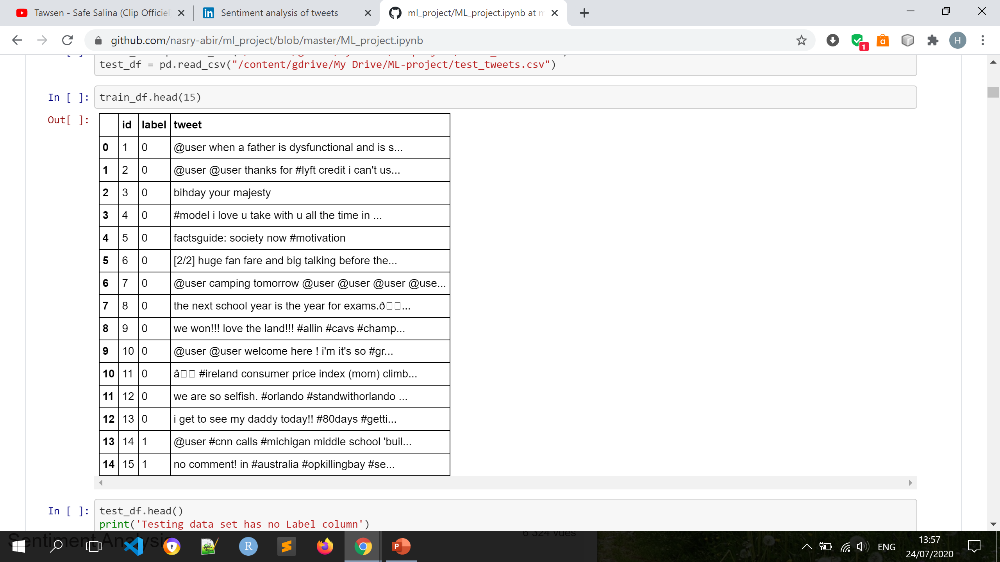 Tawsen - Safe Salina (Clip Officiel
Sentiment analysis of tweets
ml_project/ML_project.ipynb at m
github.com/nasry-abir/ml_project/blob/master/ML_project.ipynb
1
H
test_df = pd.read_csv("/content/gdrive/My Drive/ML-project/test_tweets.csv")
In [ ]: train_df.head(15)
Out[ ]:
id label tweet
0 1 0 @user when a father is dysfunctional and is s...
1 2 0 @user @user thanks for #lyft credit i can't us...
2 3 0 bihday your majesty
3 4 0 #model i love u take with u all the time in ...
4 5 0 factsguide: society now #motivation
5 6 0 [2/2] huge fan fare and big talking before the...
6 7 0 @user camping tomorrow @user @user @user @use...
7 8 0 the next school year is the year for exams.ð□□...
8 9 0 we won!!! love the land!!! #allin #cavs #champ...
9 10 0 @user @user welcome here ! i'm it's so #gr...
10 11 0 â□□ #ireland consumer price index (mom) climb...
11 12 0 we are so selfish. #orlando #standwithorlando ...
12 13 0 i get to see my daddy today!! #80days #getti...
13 14 1 @user #cnn calls #michigan middle school 'buil...
14 15 1 no comment! in #australia #opkillingbay #se...
In [ ]: test_df.head()
print('Testing data set has no Label column')
Sentiment Analysis
6 324 vues
ENG
13:57
24/07/2020